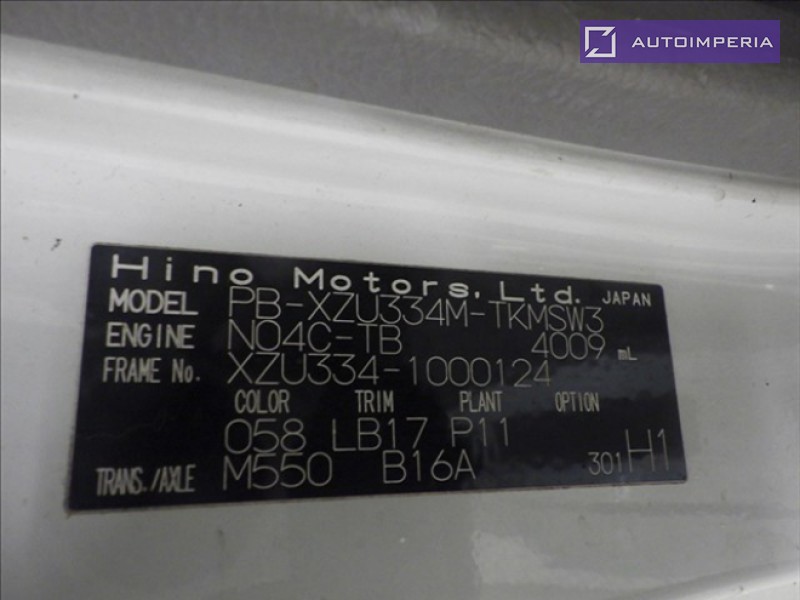 AUTOIMPERIA
Hino Motors, Ltd. JAPAN
MODEL PB-XZU334M-TKMSW3
ENGINE N04C-TB 4009 mL
FRAME No. XZU334-1000124
COLOR TRIM PLANT OPTION
058 LB17 P11
TRANS./AXLE M550 B16A 301 H1